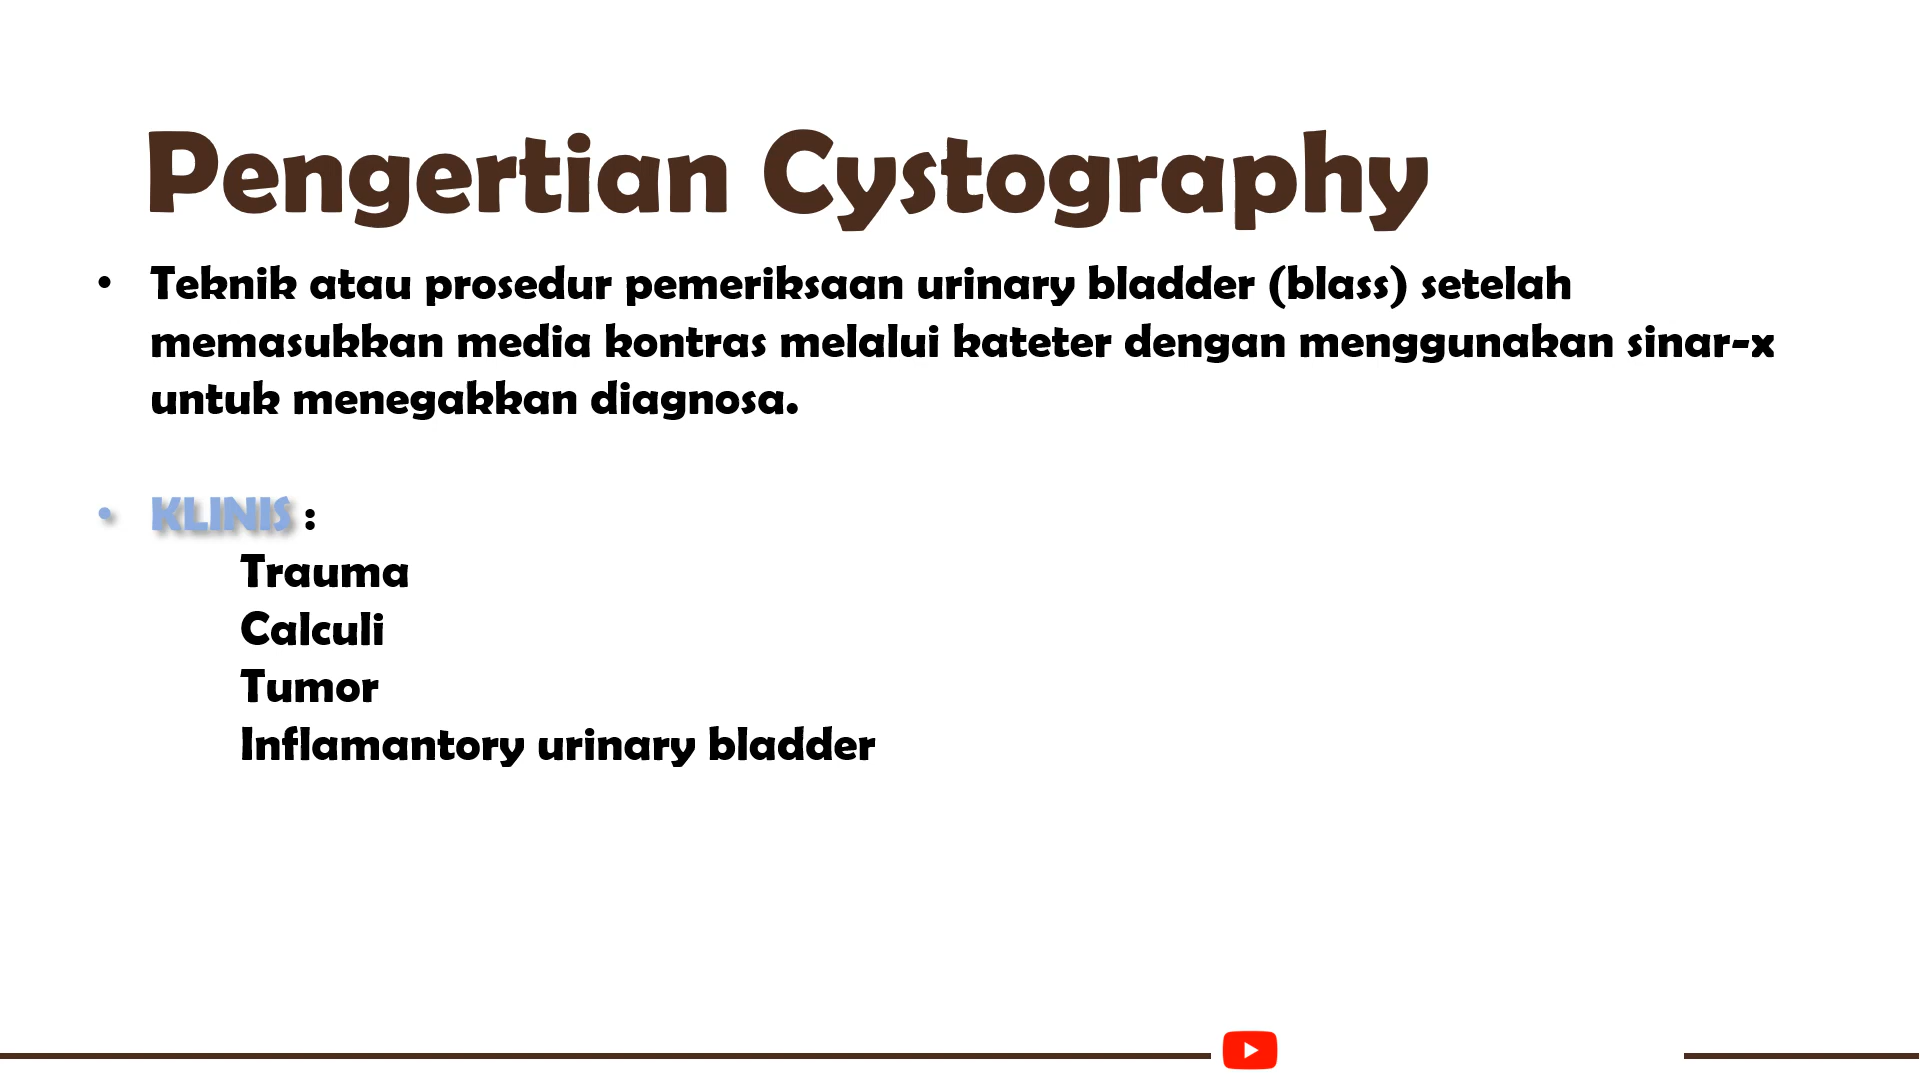 Pengertian Cystography
• Teknik atau prosedur pemeriksaan urinary bladder (blass) setelah
memasukkan media kontras melalui kateter dengan menggunakan sinar-x
untuk menegakkan diagnosa.
• KLINIS :
Trauma
Calculi
Tumor
Inflamantory urinary bladder